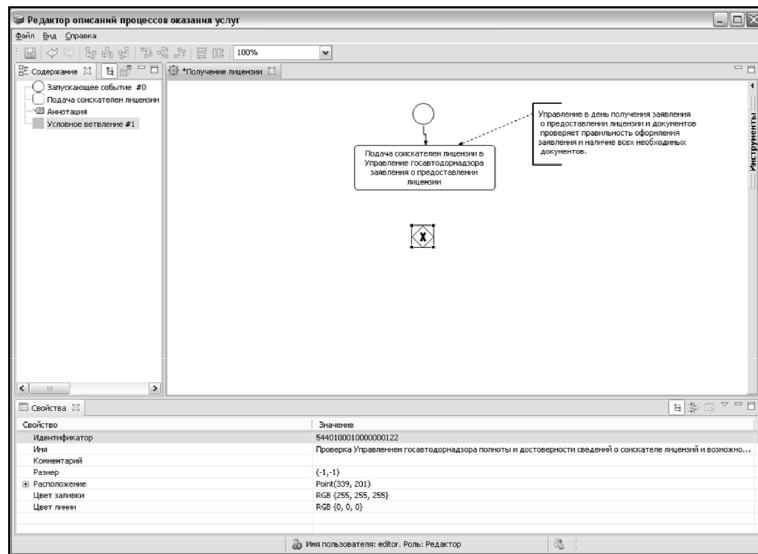 Редактор описаний процессов оказания услуг
Файл Вид Справка
100%
Содержание
Запускающее событие #0
Подача соискателем лицензии
Аннотация
Условное ветвление #1
*Получение лицензии
Управление в день получения заявления
о предоставлении лицензии и документов
проверяет правильность оформления
заявления и наличие всех необходимых
документов.
Подача соискателем лицензии в
Управление госавтодорнадзора
заявления о предоставлении
лицензии
X
Инструменты
Свойства
Свойство Значение
Идентификатор 5440100010000000122
Имя Проверка Управлением госавтодорнадзора полноты и достоверности сведений о соискателе лицензий и возможно...
Комментарий
Размер (-1,-1)
Расположение Point(339, 201)
Цвет заливки RGB {255, 255, 255}
Цвет линии RGB {0, 0, 0}
Имя пользователя: editor. Роль: Редактор